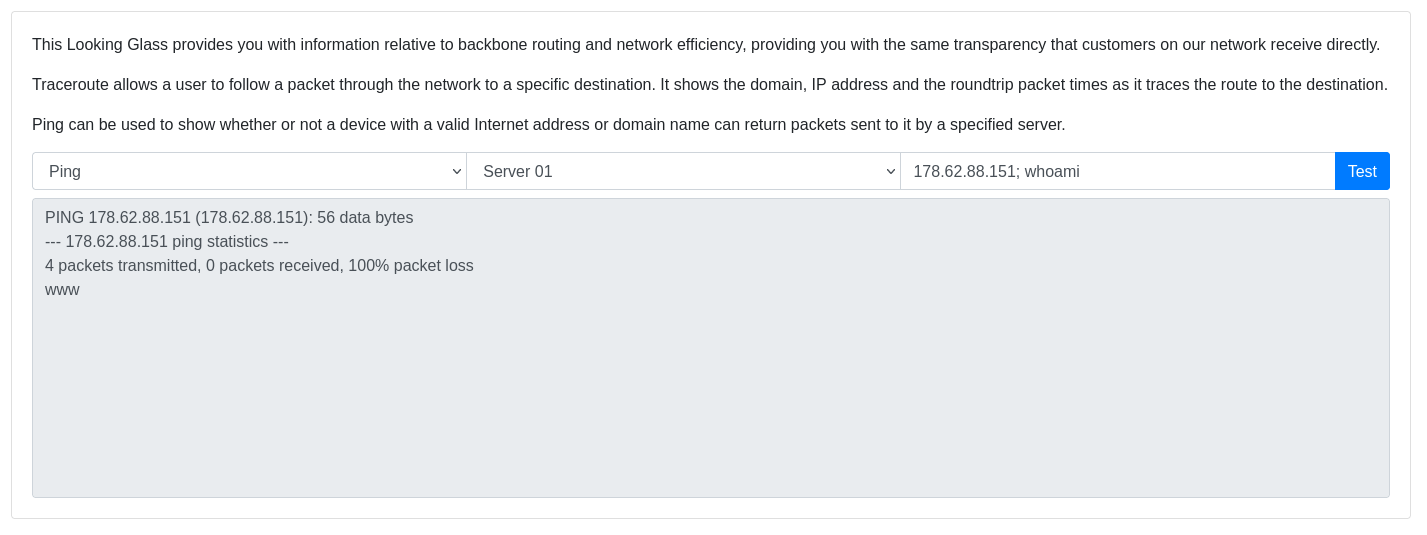 This Looking Glass provides you with information relative to backbone routing and network efficiency, providing you with the same transparency that customers on our network receive directly.
Traceroute allows a user to follow a packet through the network to a specific destination. It shows the domain, IP address and the roundtrip packet times as it traces the route to the destination.
Ping can be used to show whether or not a device with a valid Internet address or domain name can return packets sent to it by a specified server.
Ping Server 01 178.62.88.151; whoami Test
PING 178.62.88.151 (178.62.88.151): 56 data bytes
--- 178.62.88.151 ping statistics ---
4 packets transmitted, 0 packets received, 100% packet loss
www